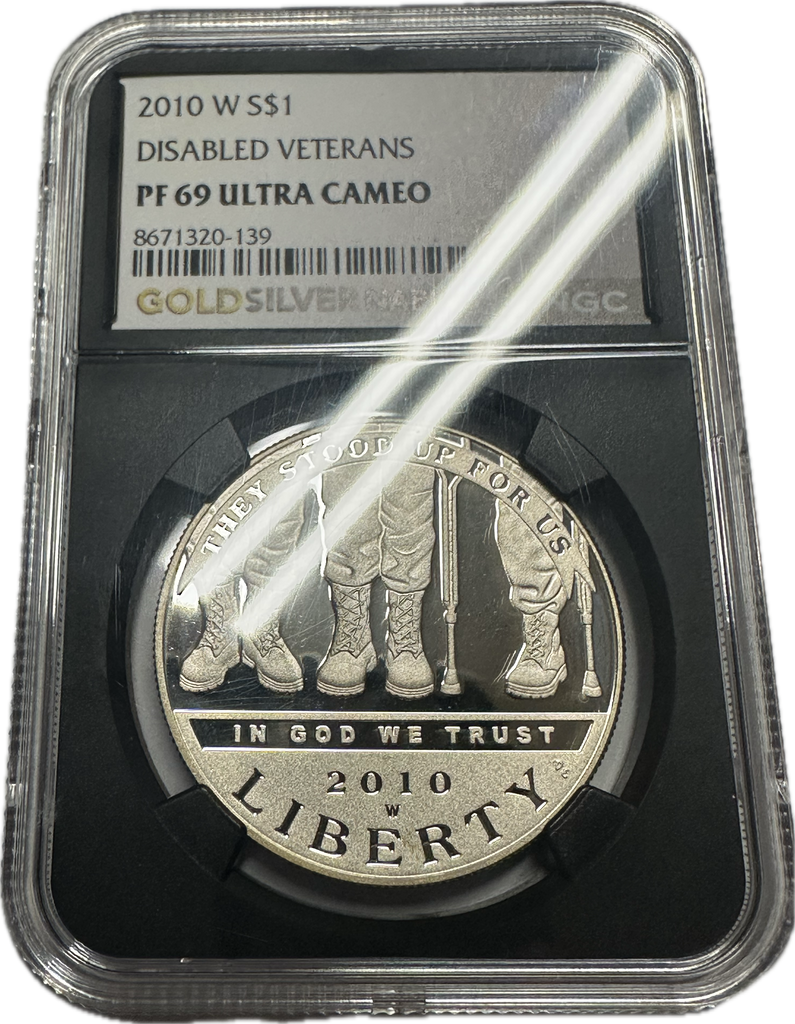 2010 W S$1
DISABLED VETERANS
PF 69 ULTRA CAMEO
8671320-139
GOLDSILVER NGC
THEY STOOD UP FOR US
IN GOD WE TRUST
2010
W
LIBERTY